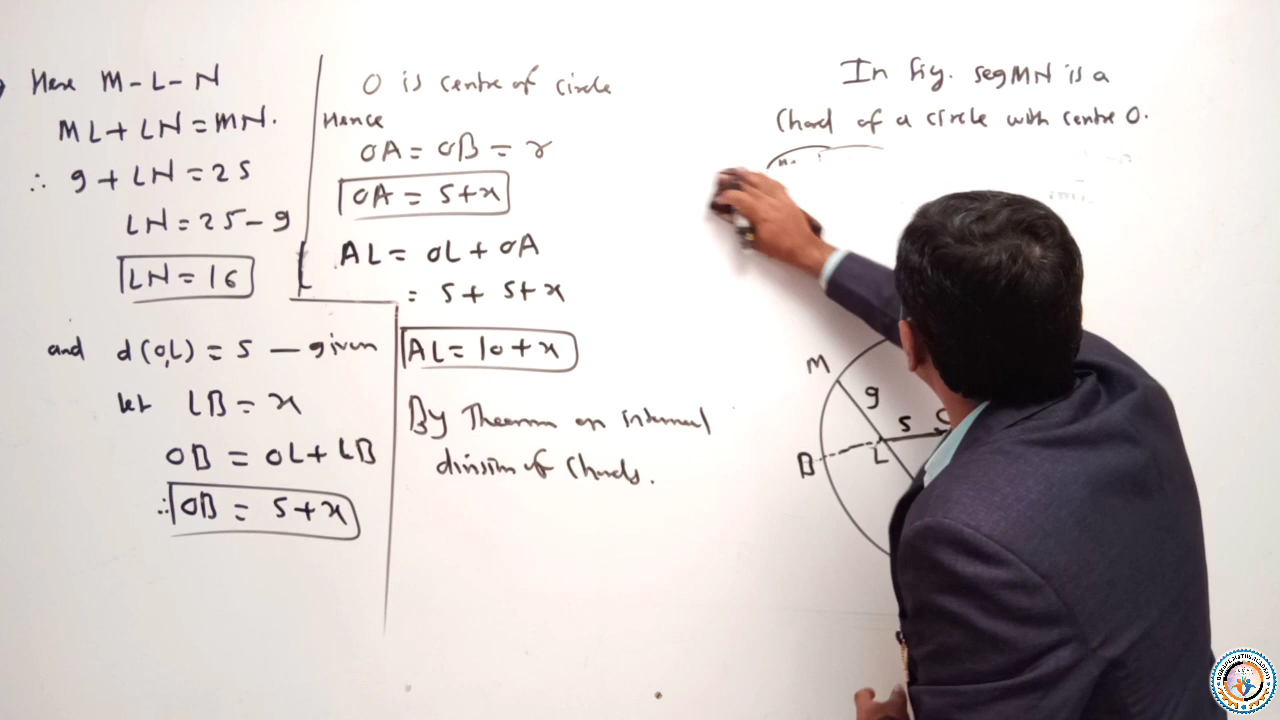 Here M-L-N
ML+LN=MN.
∴ 9+LN=25
LN=25-9
LN=16
and d(O,L)=5 — given
let LB=x
OB = OL+LB
∴ OB = 5+x
O is centre of circle
Hence
OA=OB=r
OA = 5+x
AL = OL+OA
= 5+5+x
AL=10+x
By Theorem on internal
division of Chords.
In fig. seg MN is a
Chord of a circle with centre O.
M
9
5
B
L